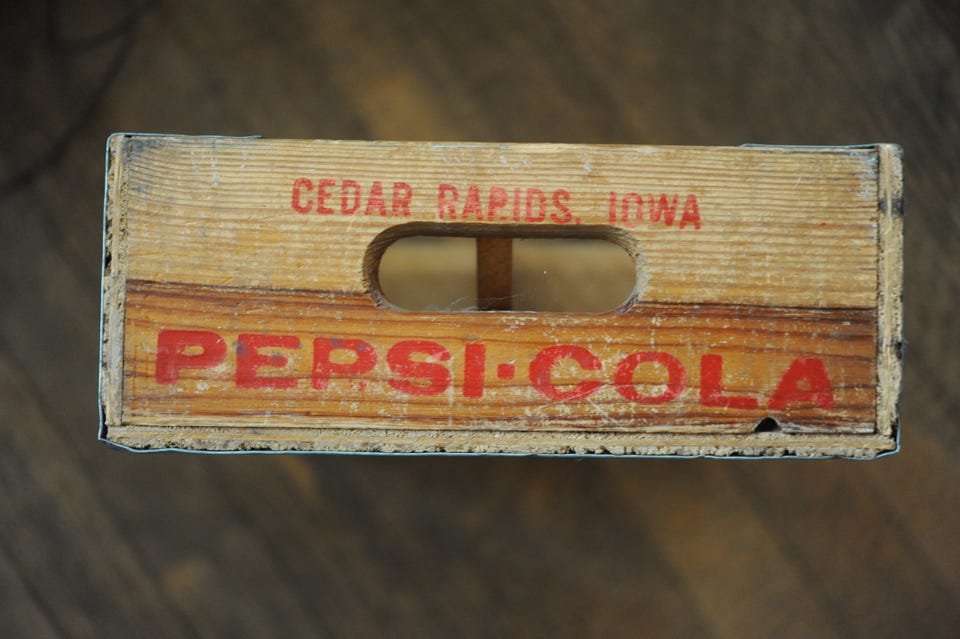 CEDAR RAPIDS, IOWA
PEPSI·COLA